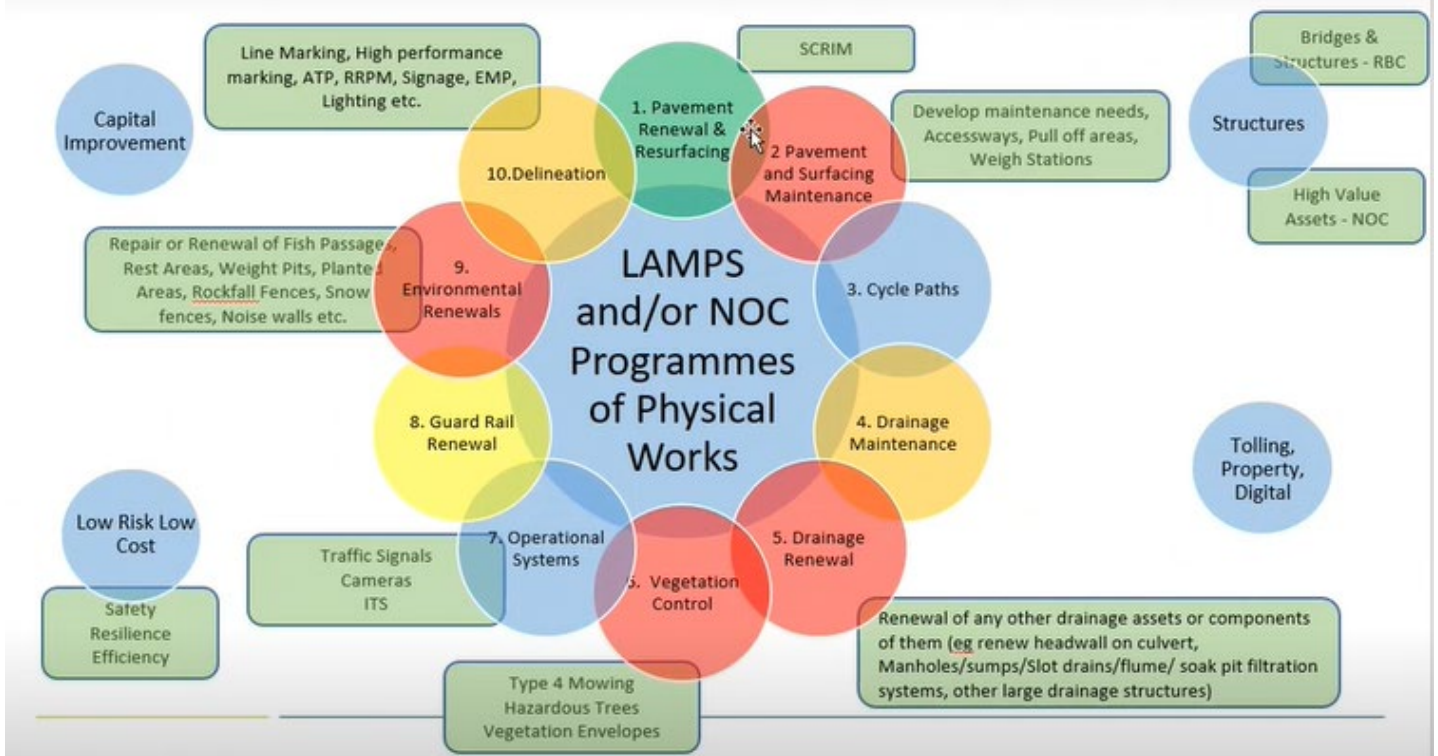 Line Marking, High performance
marking, ATP, RRPM, Signage, EMP,
Lighting etc.
SCRIM
Bridges &
Structures - RBC
Capital
Improvement
1. Pavement
Renewal &
Resurfacing
2 Pavement
and Surfacing
Maintenance
Develop maintenance needs,
Accessways, Pull off areas,
Weigh Stations
Structures
High Value
Assets - NOC
10.Delineation
Repair or Renewal of Fish Passages,
Rest Areas, Weight Pits, Planted
Areas, Rockfall Fences, Snow
fences, Noise walls etc.
9.
Environmental
Renewals
LAMPS
and/or NOC
Programmes
of Physical
Works
3. Cycle Paths
8. Guard Rail
Renewal
4. Drainage
Maintenance
Tolling,
Property,
Digital
Low Risk Low
Cost
Safety
Resilience
Efficiency
Traffic Signals
Cameras
ITS
7. Operational
Systems
6. Vegetation
Control
5. Drainage
Renewal
Renewal of any other drainage assets or components
of them (eg renew headwall on culvert,
Manholes/sumps/Slot drains/flume/ soak pit filtration
systems, other large drainage structures)
Type 4 Mowing
Hazardous Trees
Vegetation Envelopes